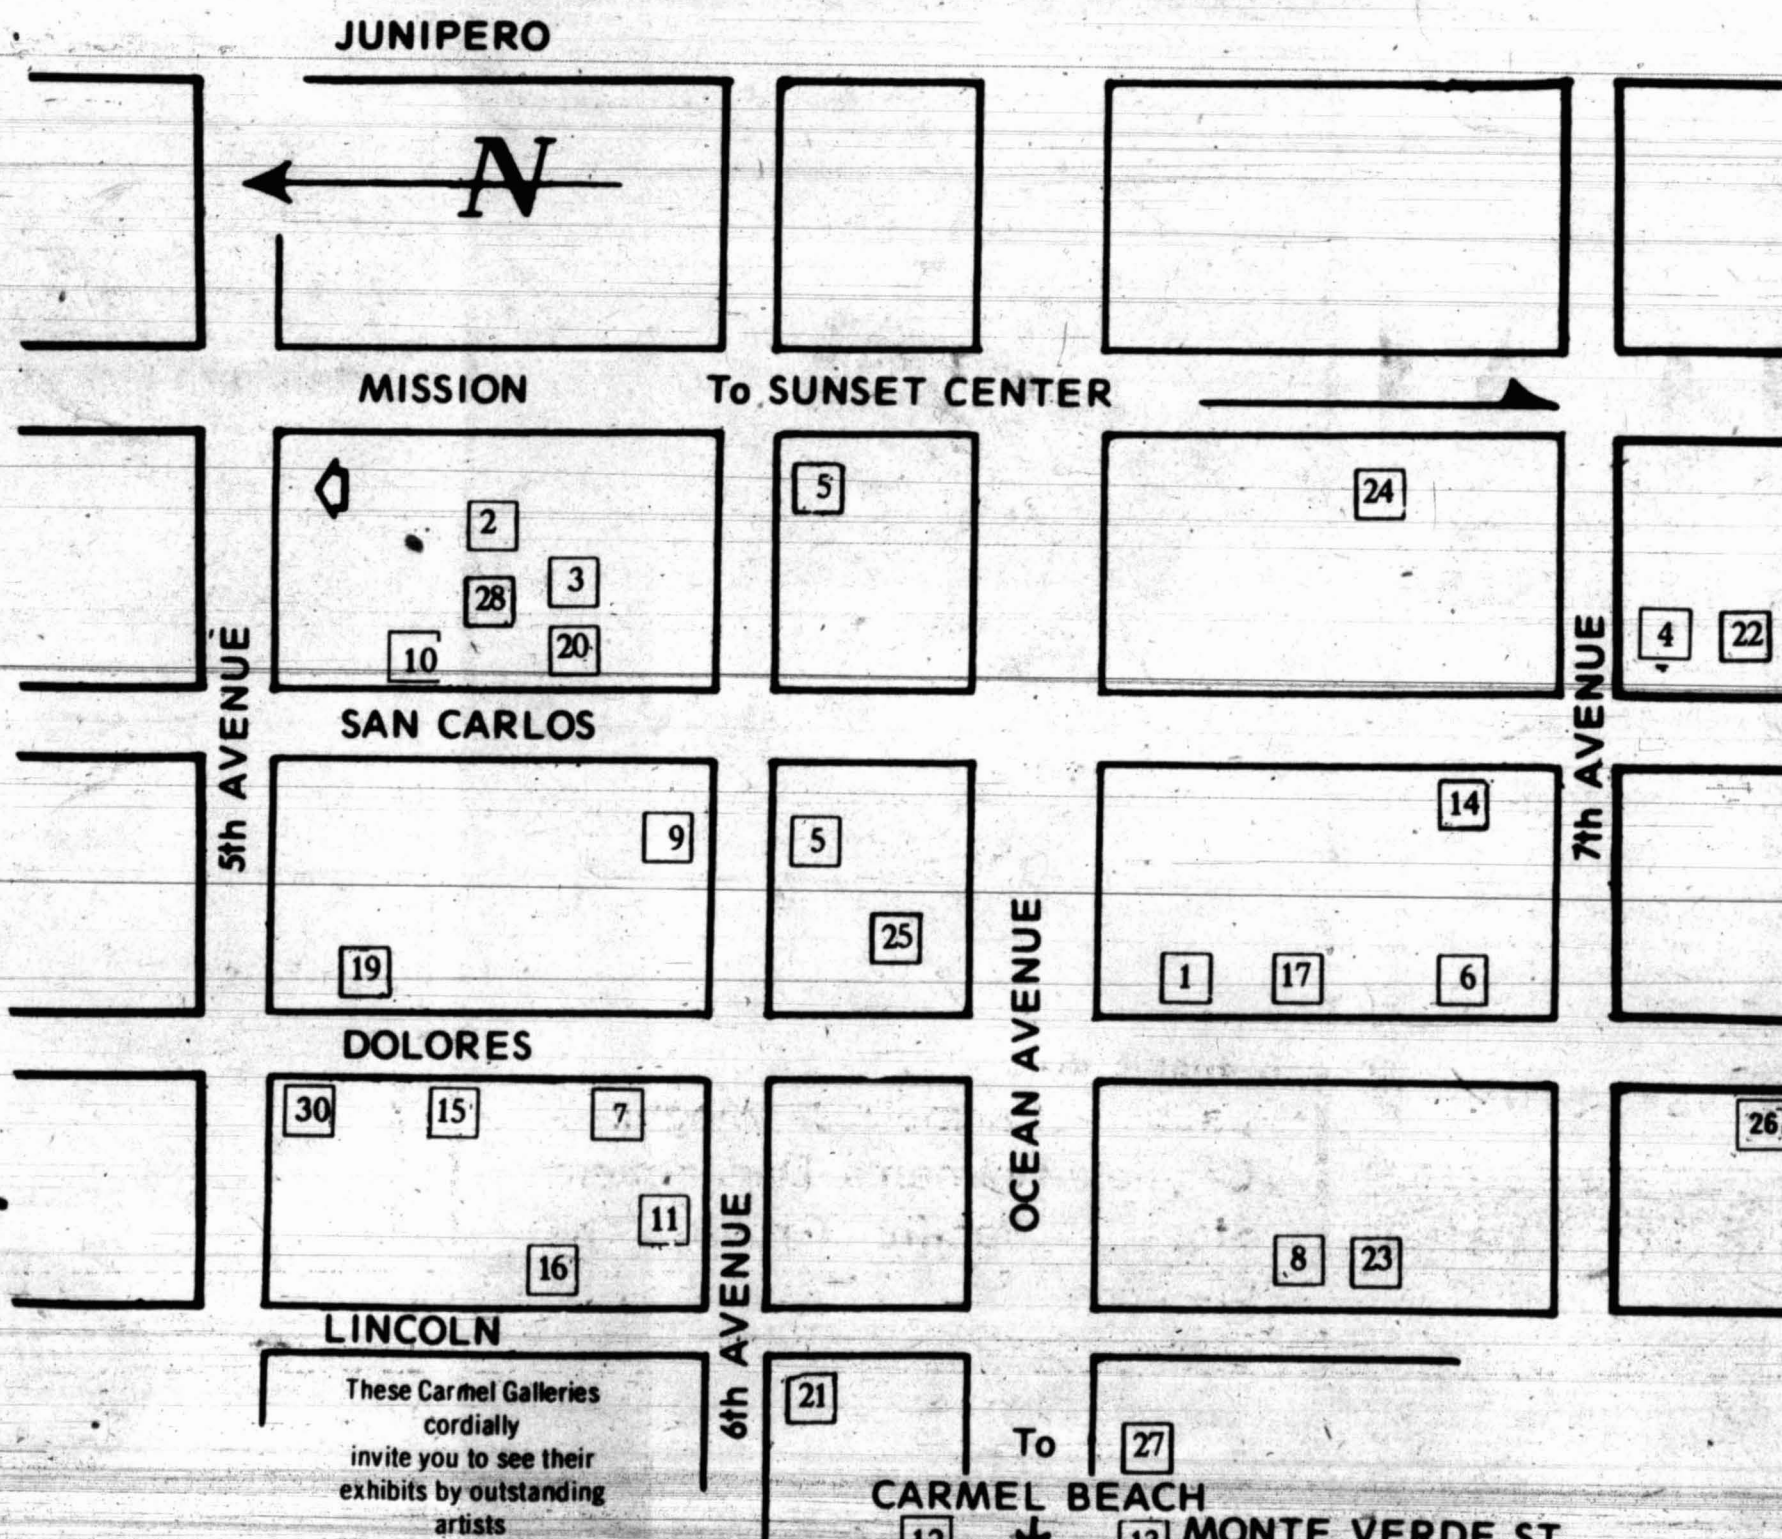 JUNIPERO
N
MISSION
To SUNSET CENTER
5
24
2
3
28
20
10
4
22
5th AVENUE
7th AVENUE
SAN CARLOS
9
5
14
25
19
1
17
6
OCEAN AVENUE
DOLORES
30
15
7
26
11
16
8
23
6th AVENUE
LINCOLN
These Carmel Galleries
cordially
invite you to see their
exhibits by outstanding
artists
21
To
27
CARMEL BEACH
12
13
MONTE VERDE ST